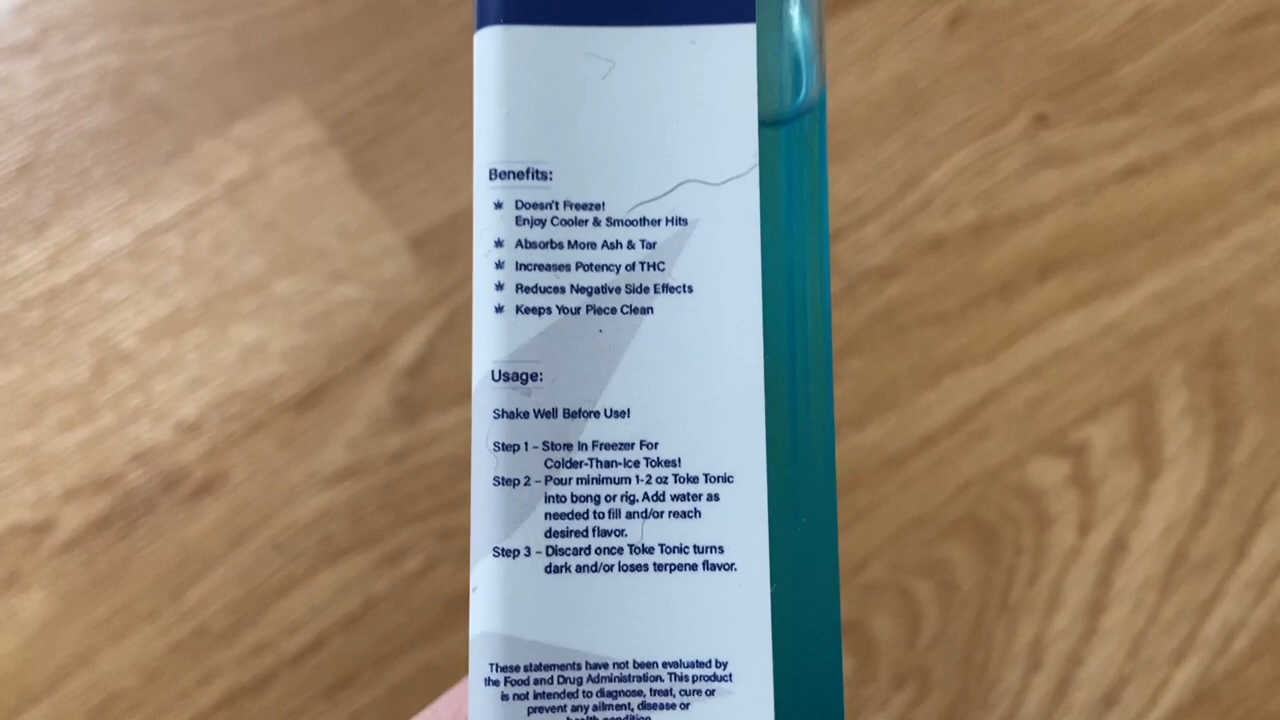 Benefits:
Doesn't Freeze!
Enjoy Cooler & Smoother Hits
Absorbs More Ash & Tar
Increases Potency of THC
Reduces Negative Side Effects
Keeps Your Piece Clean
Usage:
Shake Well Before Use!
Step 1 – Store In Freezer For
Colder-Than-Ice Tokes!
Step 2 – Pour minimum 1-2 oz Toke Tonic
into bong or rig. Add water as
needed to fill and/or reach
desired flavor.
Step 3 – Discard once Toke Tonic turns
dark and/or loses terpene flavor.
These statements have not been evaluated by
the Food and Drug Administration. This product
is not intended to diagnose, treat, cure or
prevent any ailment, disease or
health condition